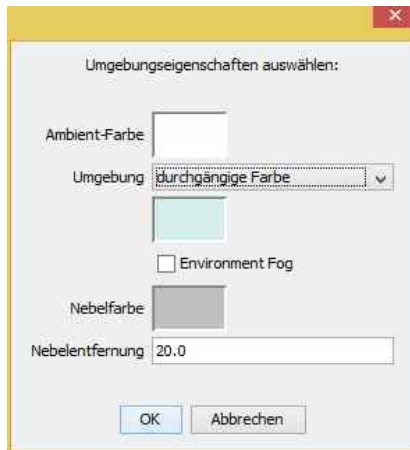 Umgebungseigenschaften auswählen:
Ambient-Farbe
Umgebung durchgängige Farbe
Environment Fog
Nebelfarbe
Nebelentfernung 20.0
OK Abbrechen